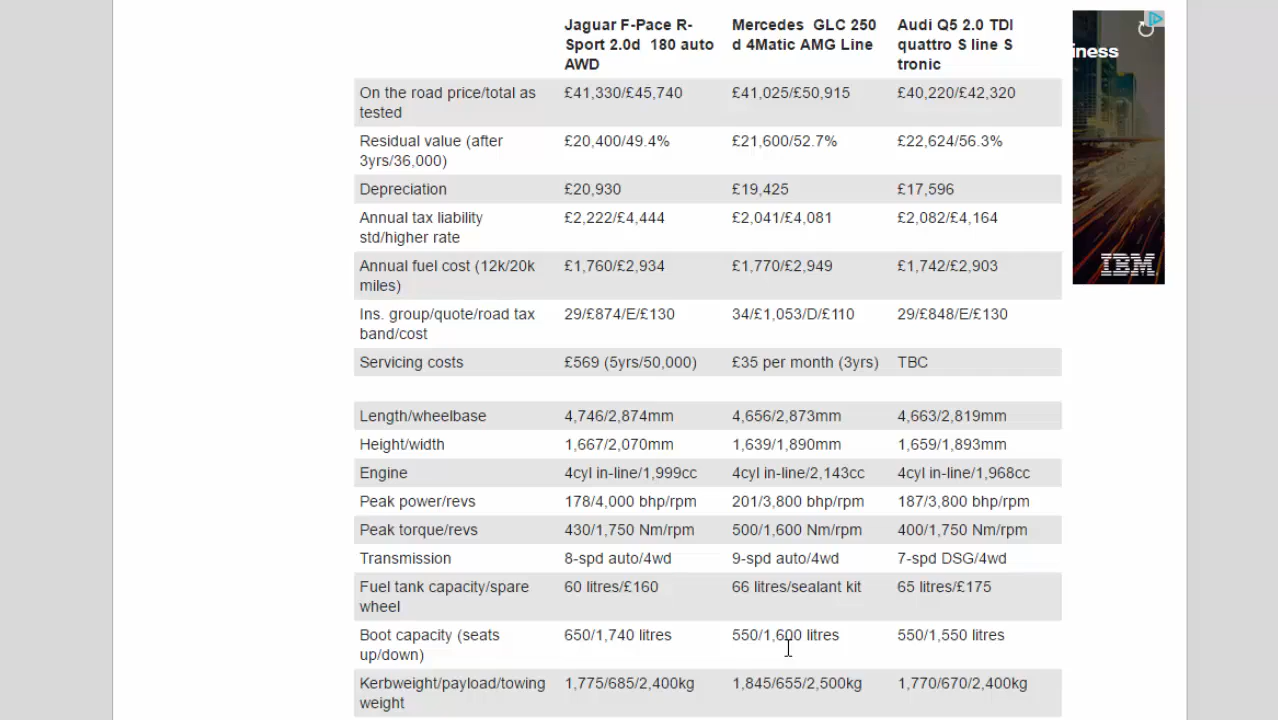 Jaguar F-Pace R-Sport 2.0d 180 auto AWD
Mercedes GLC 250 d 4Matic AMG Line
Audi Q5 2.0 TDI quattro S line S tronic
On the road price/total as tested £41,330/£45,740 £41,025/£50,915 £40,220/£42,320
Residual value (after 3yrs/36,000) £20,400/49.4% £21,600/52.7% £22,624/56.3%
Depreciation £20,930 £19,425 £17,596
Annual tax liability std/higher rate £2,222/£4,444 £2,041/£4,081 £2,082/£4,164
Annual fuel cost (12k/20k miles) £1,760/£2,934 £1,770/£2,949 £1,742/£2,903
Ins. group/quote/road tax band/cost 29/£874/E/£130 34/£1,053/D/£110 29/£848/E/£130
Servicing costs £569 (5yrs/50,000) £35 per month (3yrs) TBC
Length/wheelbase 4,746/2,874mm 4,656/2,873mm 4,663/2,819mm
Height/width 1,667/2,070mm 1,639/1,890mm 1,659/1,893mm
Engine 4cyl in-line/1,999cc 4cyl in-line/2,143cc 4cyl in-line/1,968cc
Peak power/revs 178/4,000 bhp/rpm 201/3,800 bhp/rpm 187/3,800 bhp/rpm
Peak torque/revs 430/1,750 Nm/rpm 500/1,600 Nm/rpm 400/1,750 Nm/rpm
Transmission 8-spd auto/4wd 9-spd auto/4wd 7-spd DSG/4wd
Fuel tank capacity/spare wheel 60 litres/£160 66 litres/sealant kit 65 litres/£175
Boot capacity (seats up/down) 650/1,740 litres 550/1,600 litres 550/1,550 litres
Kerbweight/payload/towing weight 1,775/685/2,400kg 1,845/655/2,500kg 1,770/670/2,400kg
iness
IBM